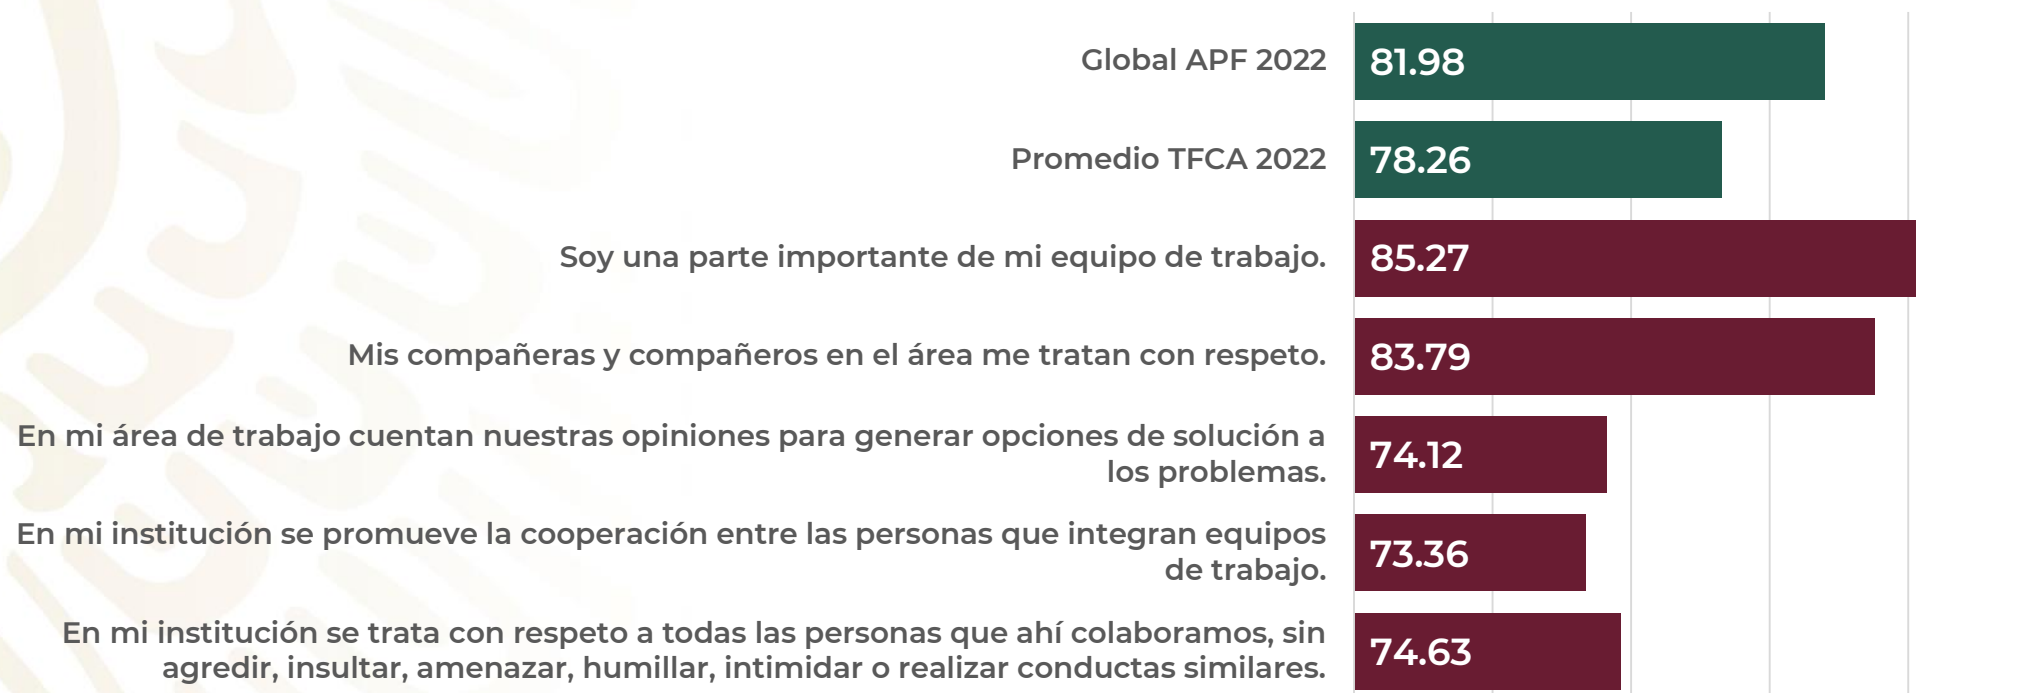 Global APF 2022 81.98
Promedio TFCA 2022 78.26
Soy una parte importante de mi equipo de trabajo. 85.27
Mis compañeras y compañeros en el área me tratan con respeto. 83.79
En mi área de trabajo cuentan nuestras opiniones para generar opciones de solución a
los problemas.
74.12
En mi institución se promueve la cooperación entre las personas que integran equipos
de trabajo.
73.36
En mi institución se trata con respeto a todas las personas que ahí colaboramos, sin
agredir, insultar, amenazar, humillar, intimidar o realizar conductas similares.
74.63